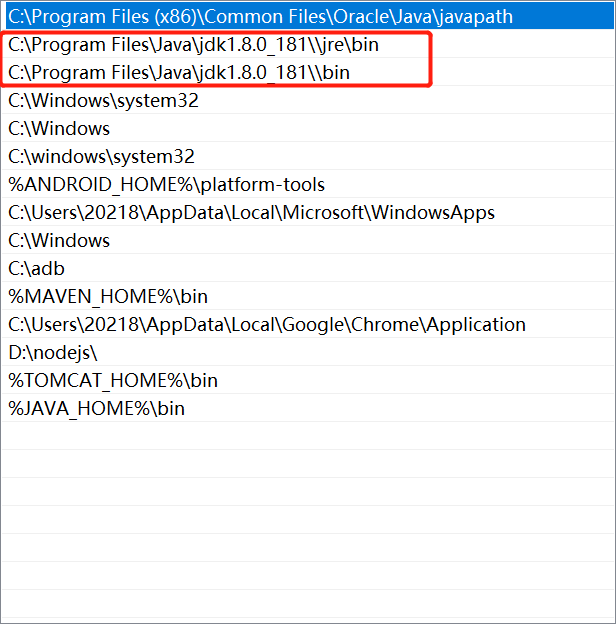 C:\Program Files (x86)\Common Files\Oracle\Java\javapath
C:\Program Files\Java\jdk1.8.0_181\\jre\bin
C:\Program Files\Java\jdk1.8.0_181\\bin
C:\Windows\system32
C:\Windows
C:\windows\system32
%ANDROID_HOME%\platform-tools
C:\Users\20218\AppData\Local\Microsoft\WindowsApps
C:\Windows
C:\adb
%MAVEN_HOME%\bin
C:\Users\20218\AppData\Local\Google\Chrome\Application
D:\nodejs\
%TOMCAT_HOME%\bin
%JAVA_HOME%\bin